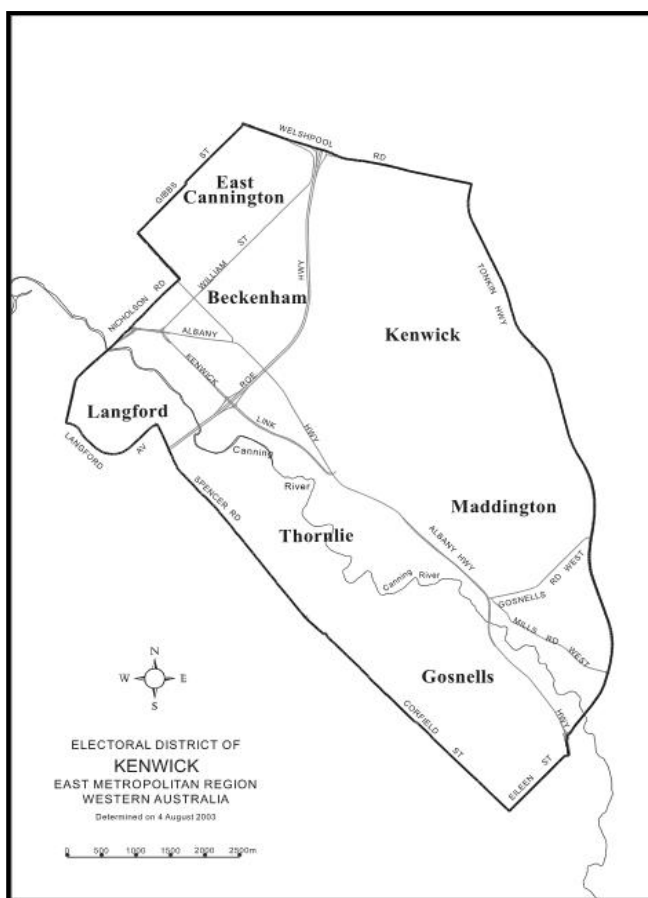 WELSHPOOL RD
GIBBS ST
East
Cannington
WILLIAM ST
HWY
TONKIN HWY
Beckenham
NICHOLSON RD
ALBANY
Kenwick
KENWICK
ROE
Langford
LINK
HWY
LANGFORD AV
Canning
River
SPENCER RD
Maddington
Thornlie
ALBANY HWY
Canning River
GOSNELLS RD WEST
MILLS RD WEST
Gosnells
CORFIELD ST
HWY
EILEEN ST
N
W E
S
ELECTORAL DISTRICT OF
KENWICK
EAST METROPOLITAN REGION
WESTERN AUSTRALIA
Determined on 4 August 2003
0 500 1000 1500 2000 2500m